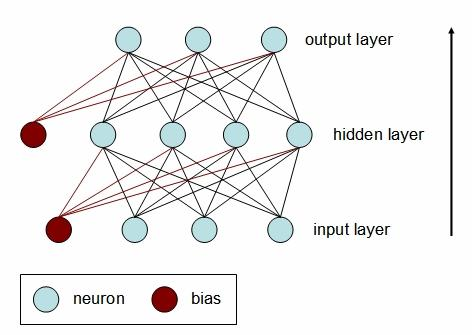 output layer
hidden layer
input layer
neuron
bias